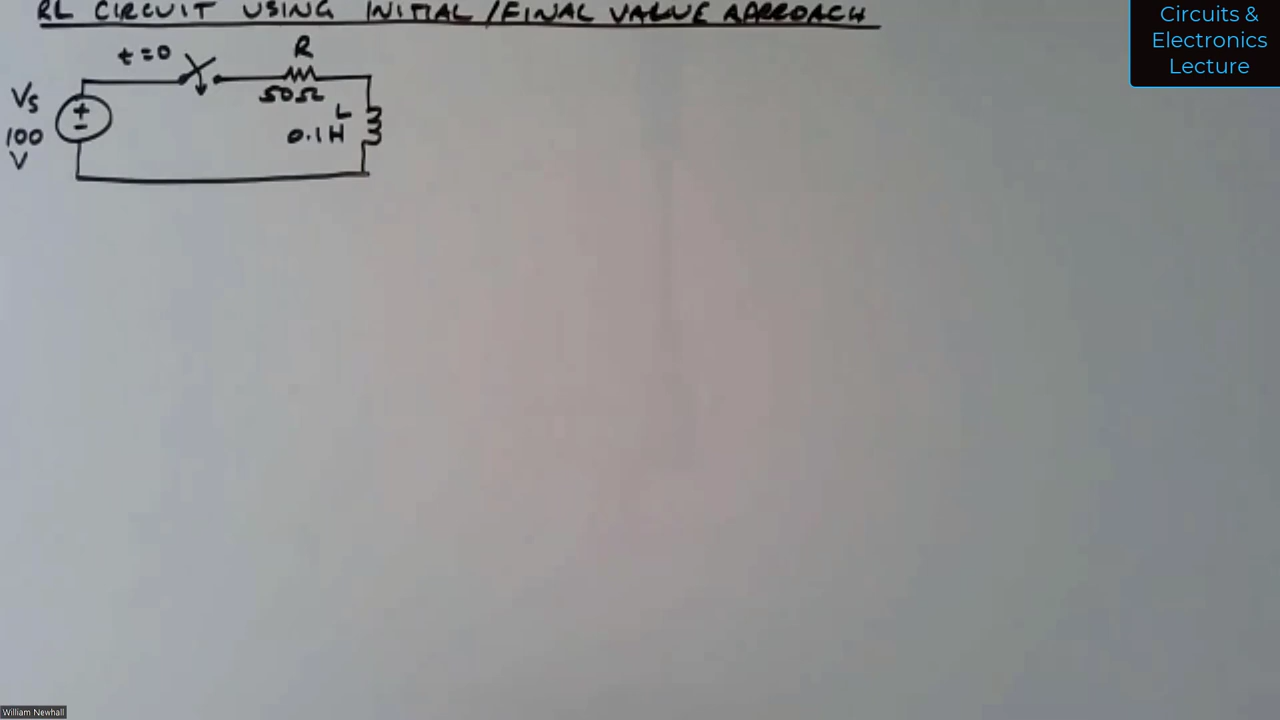 RL CIRCUIT USING INITIAL/FINAL VALUE APPROACH
t=0
R
50Ω
Vs
100
V
L
0.1H
+
-
Circuits &
Electronics
Lecture
William Newhall